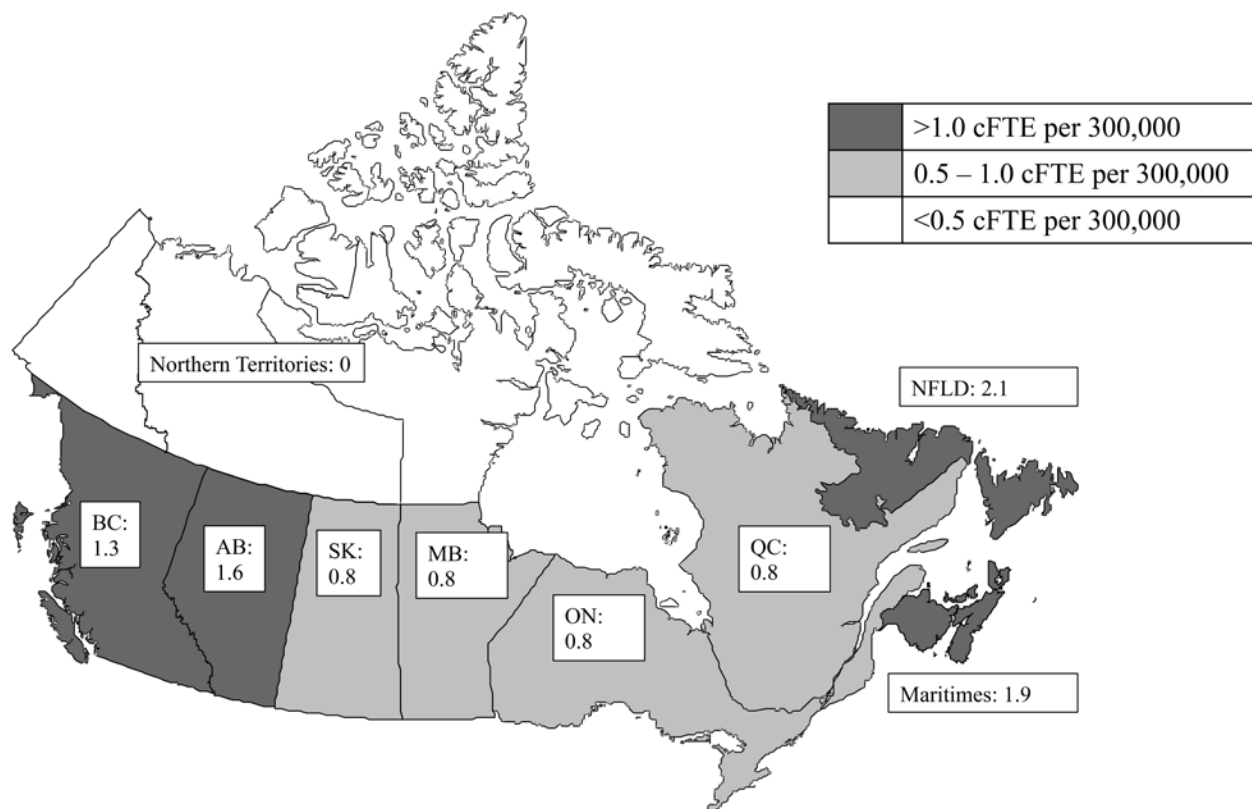 >1.0 cFTE per 300,000
0.5 – 1.0 cFTE per 300,000
<0.5 cFTE per 300,000
Northern Territories: 0
NFLD: 2.1
BC:
1.3
AB:
1.6
SK:
0.8
MB:
0.8
ON:
0.8
QC:
0.8
Maritimes: 1.9